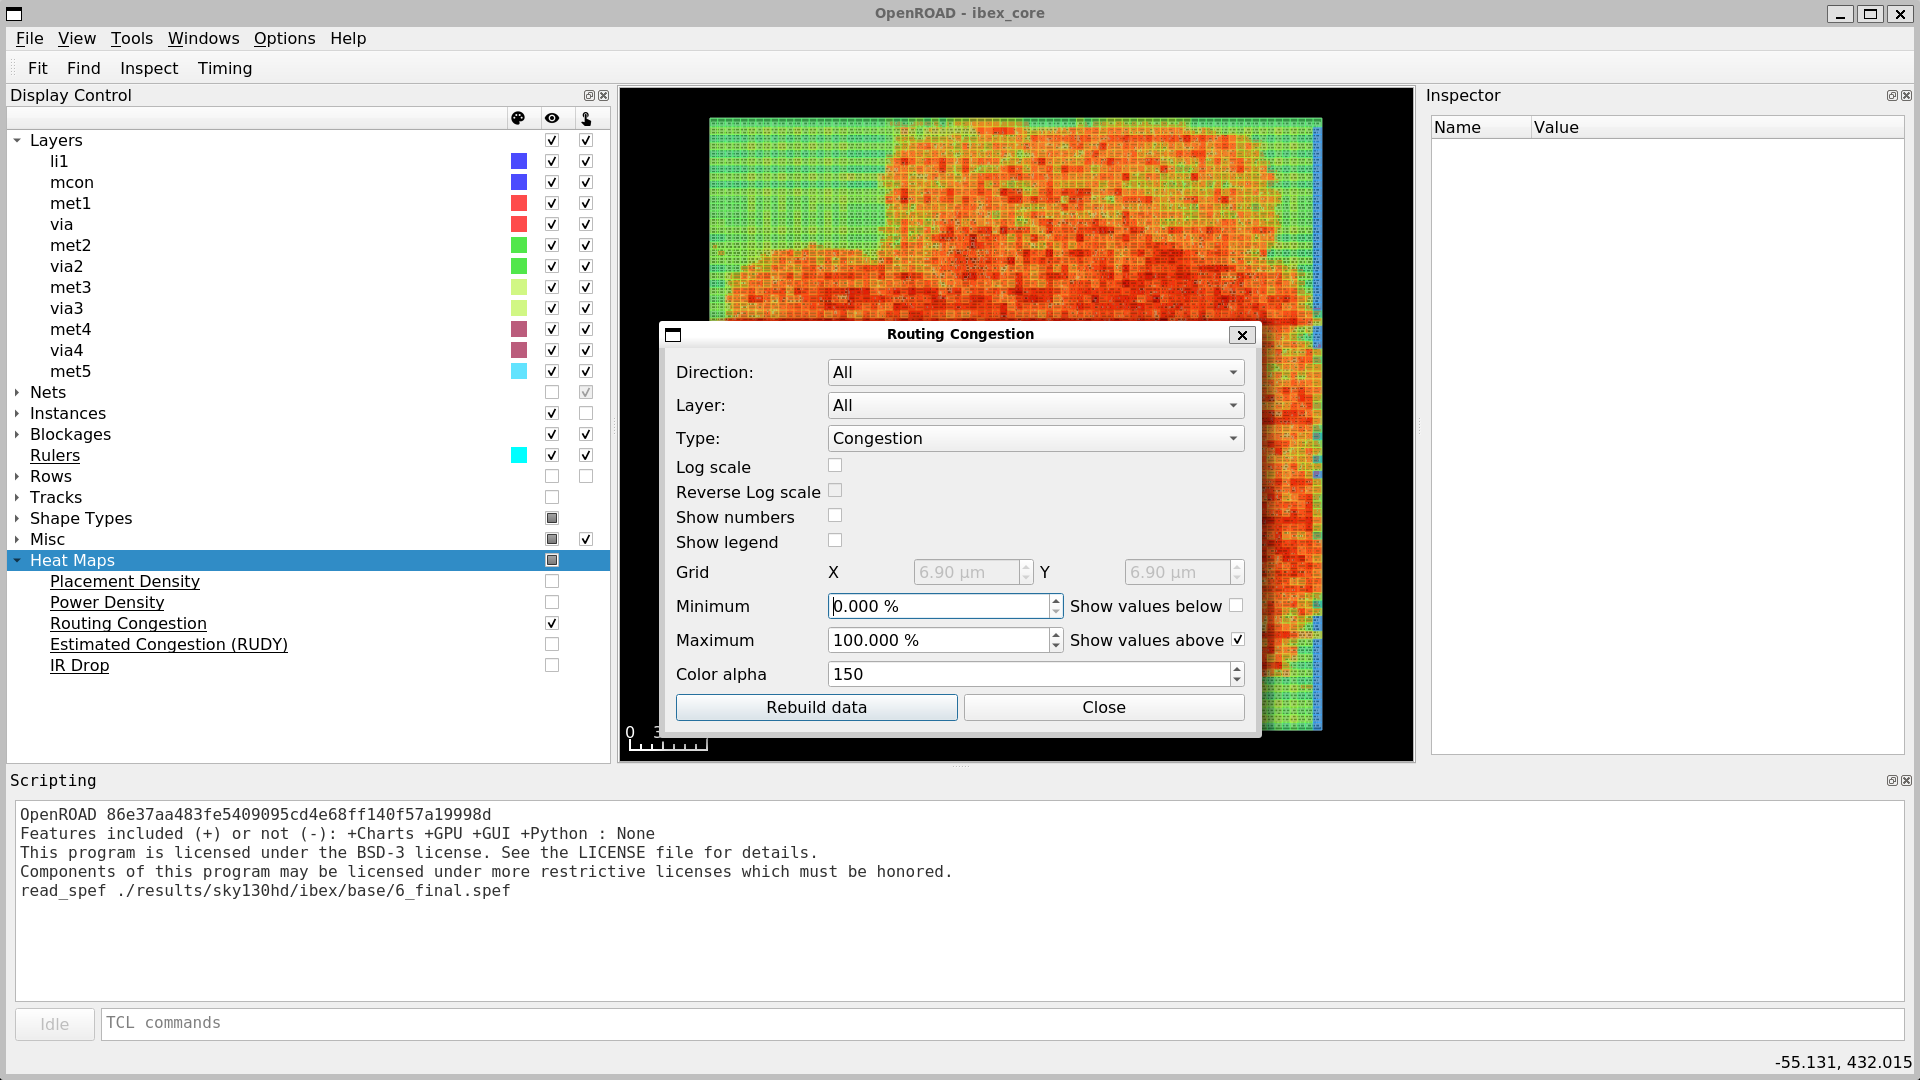 OpenROAD - ibex_core
File View Tools Windows Options Help
Fit Find Inspect Timing
Display Control
Layers
li1
mcon
met1
via
met2
via2
met3
via3
met4
via4
met5
Nets
Instances
Blockages
Rulers
Rows
Tracks
Shape Types
Misc
Heat Maps
Placement Density
Power Density
Routing Congestion
Estimated Congestion (RUDY)
IR Drop
0
Routing Congestion
Direction: All
Layer: All
Type: Congestion
Log scale
Reverse Log scale
Show numbers
Show legend
Grid X 6.90 µm Y 6.90 µm
Minimum 0.000 % Show values below
Maximum 100.000 % Show values above
Color alpha 150
Rebuild data Close
Inspector
Name Value
Scripting
OpenROAD 86e37aa483fe5409095cd4e68ff140f57a19998d
Features included (+) or not (-): +Charts +GPU +GUI +Python : None
This program is licensed under the BSD-3 license. See the LICENSE file for details.
Components of this program may be licensed under more restrictive licenses which must be honored.
read_spef ./results/sky130hd/ibex/base/6_final.spef
Idle TCL commands
-55.131, 432.015